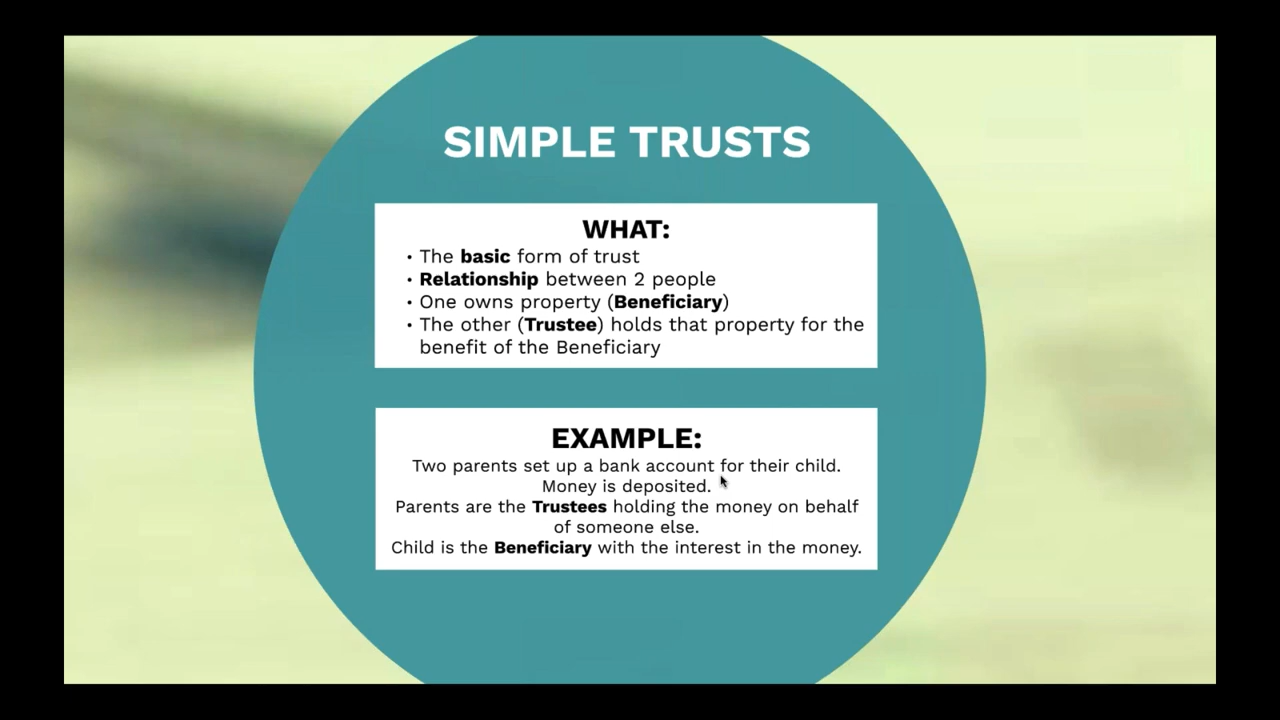 SIMPLE TRUSTS
WHAT:
• The basic form of trust
• Relationship between 2 people
• One owns property (Beneficiary)
• The other (Trustee) holds that property for the
benefit of the Beneficiary
EXAMPLE:
Two parents set up a bank account for their child.
Money is deposited.
Parents are the Trustees holding the money on behalf
of someone else.
Child is the Beneficiary with the interest in the money.